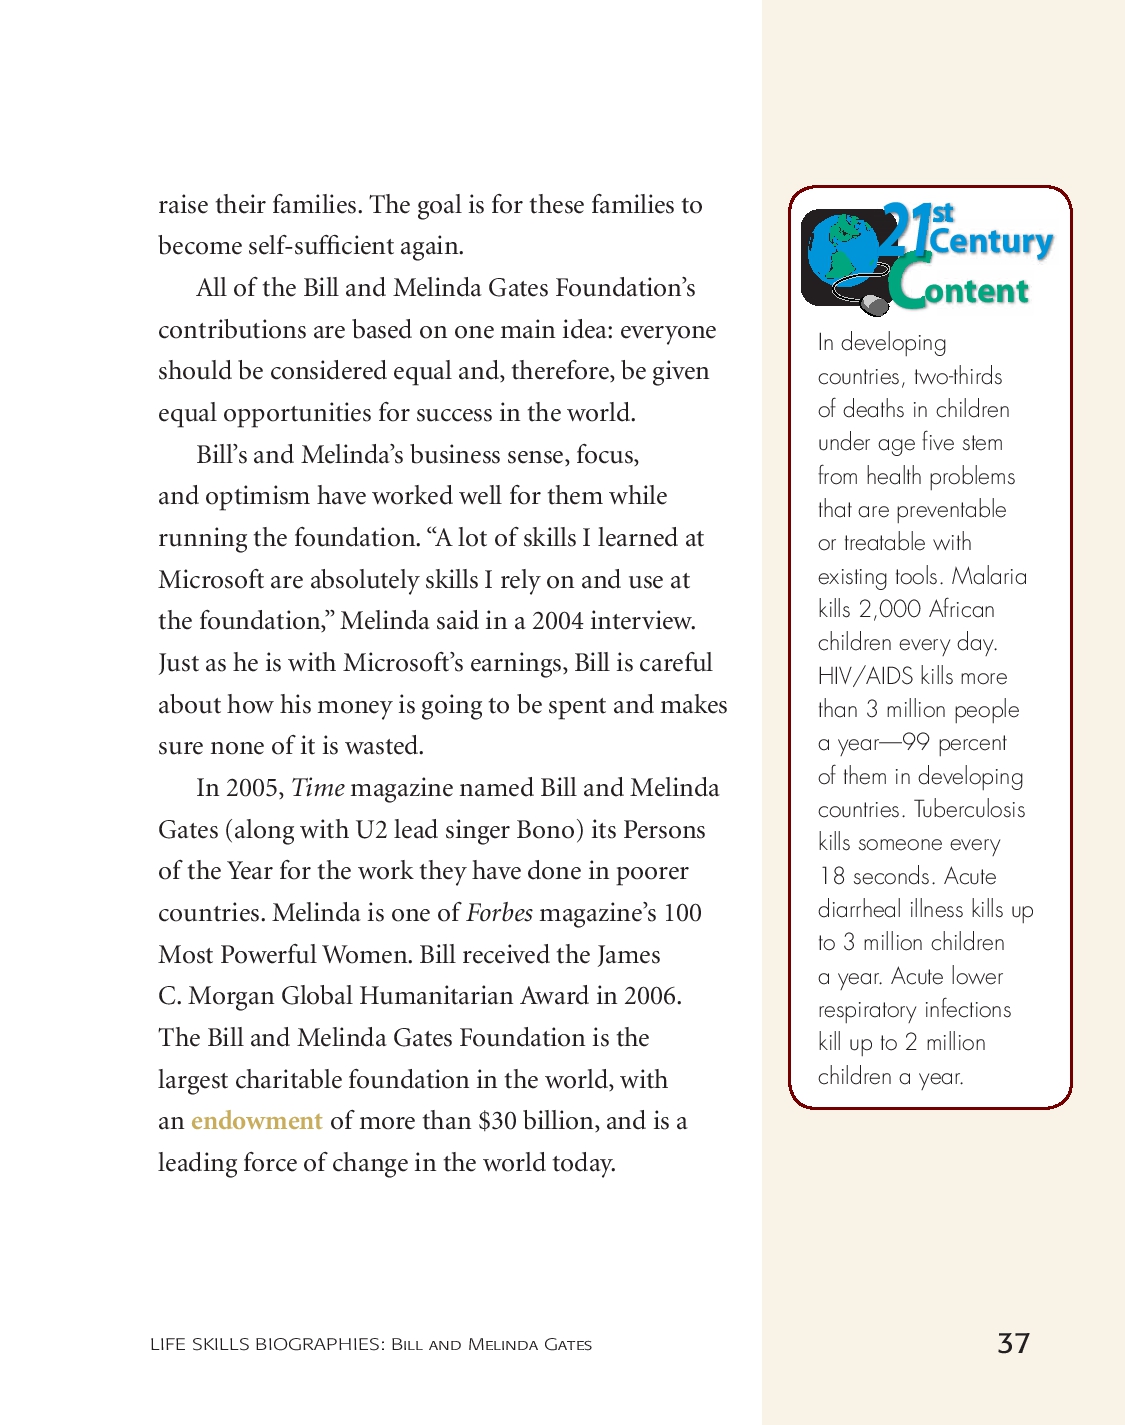 raise their families. The goal is for these families to
become self-sufficient again.
All of the Bill and Melinda Gates Foundation’s
contributions are based on one main idea: everyone
should be considered equal and, therefore, be given
equal opportunities for success in the world.
Bill’s and Melinda’s business sense, focus,
and optimism have worked well for them while
running the foundation. “A lot of skills I learned at
Microsoft are absolutely skills I rely on and use at
the foundation,” Melinda said in a 2004 interview.
Just as he is with Microsoft’s earnings, Bill is careful
about how his money is going to be spent and makes
sure none of it is wasted.
In 2005, Time magazine named Bill and Melinda
Gates (along with U2 lead singer Bono) its Persons
of the Year for the work they have done in poorer
countries. Melinda is one of Forbes magazine’s 100
Most Powerful Women. Bill received the James
C. Morgan Global Humanitarian Award in 2006.
The Bill and Melinda Gates Foundation is the
largest charitable foundation in the world, with
an endowment of more than $30 billion, and is a
leading force of change in the world today.
21st
Century
Content
In developing
countries, two-thirds
of deaths in children
under age five stem
from health problems
that are preventable
or treatable with
existing tools. Malaria
kills 2,000 African
children every day.
HIV/AIDS kills more
than 3 million people
a year—99 percent
of them in developing
countries. Tuberculosis
kills someone every
18 seconds. Acute
diarrheal illness kills up
to 3 million children
a year. Acute lower
respiratory infections
kill up to 2 million
children a year.
LIFE SKILLS BIOGRAPHIES: Bill and Melinda Gates
37